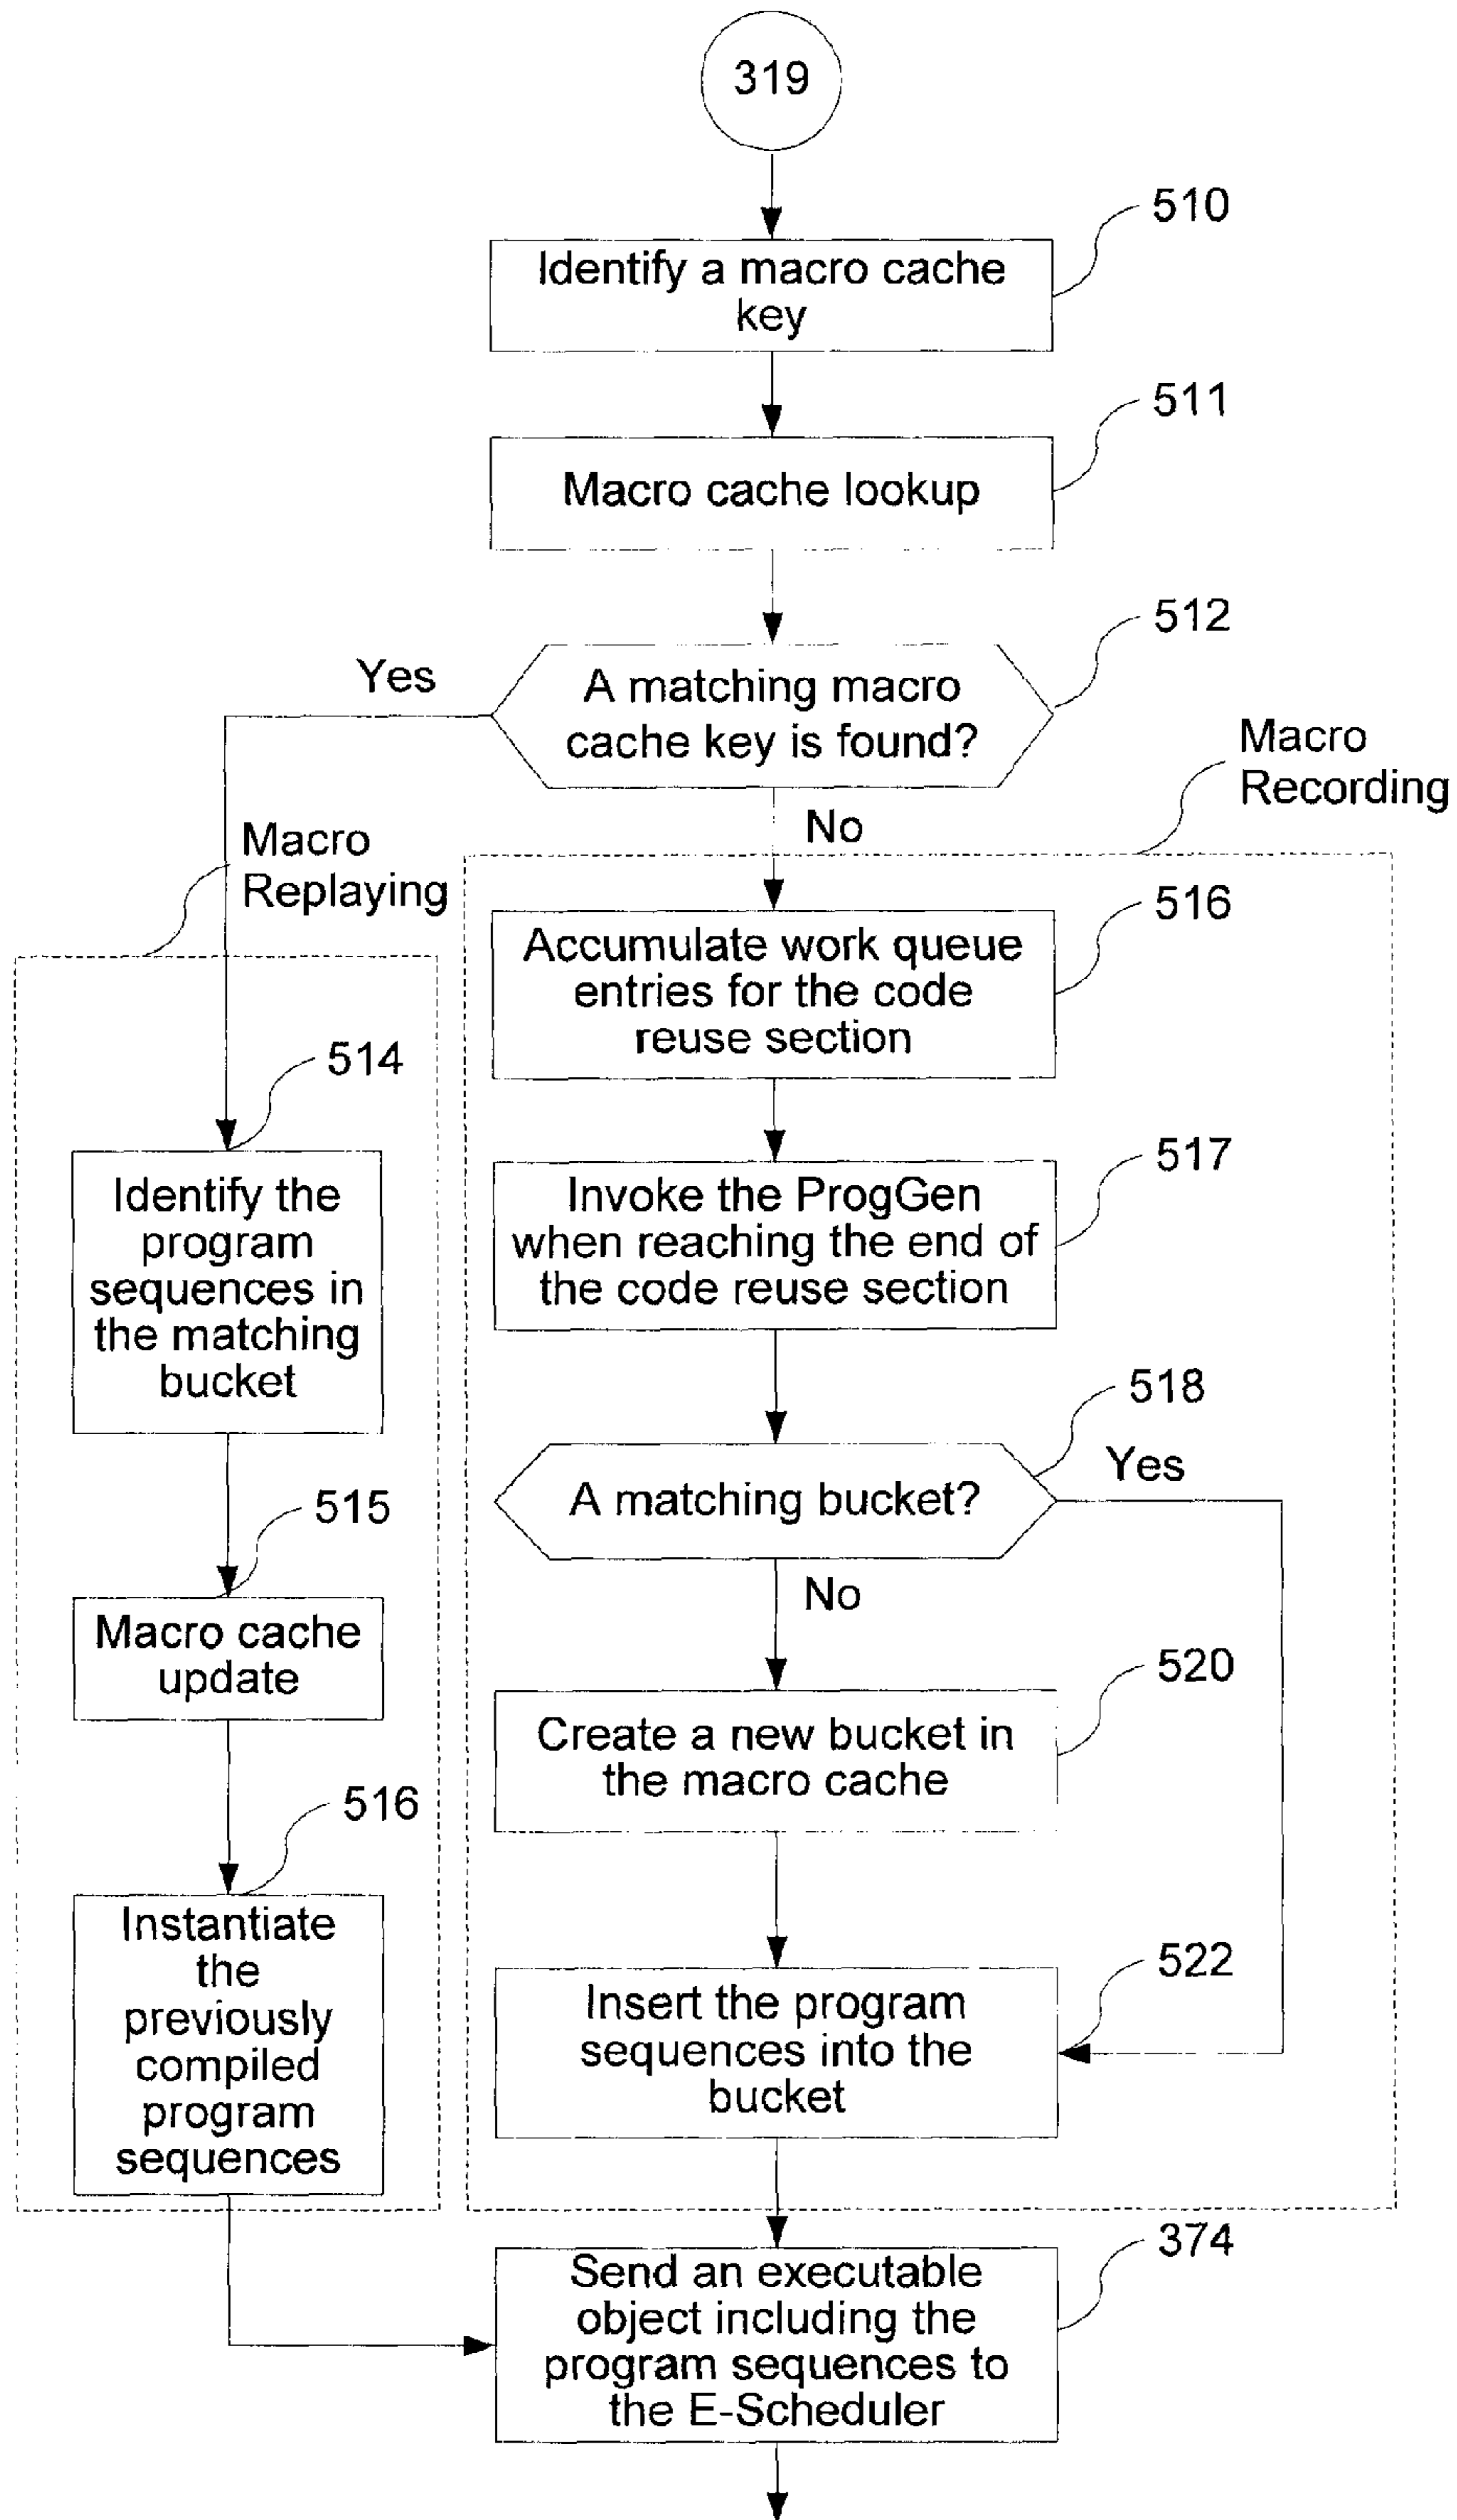 319
510
Identify a macro cache
key
511
Macro cache lookup
512
Yes
A matching macro
cache key is found?
Macro
Recording
No
Macro
Replaying
516
Accumulate work queue
entries for the code
reuse section
514
517
Identify the
program
sequences in
the matching
bucket
Invoke the ProgGen
when reaching the end of
the code reuse section
518
Yes
A matching bucket?
515
No
Macro cache
update
520
Create a new bucket in
the macro cache
516
Instantiate
the
previously
compiled
program
sequences
522
Insert the program
sequences into the
bucket
374
Send an executable
object including the
program sequences to
the E-Scheduler